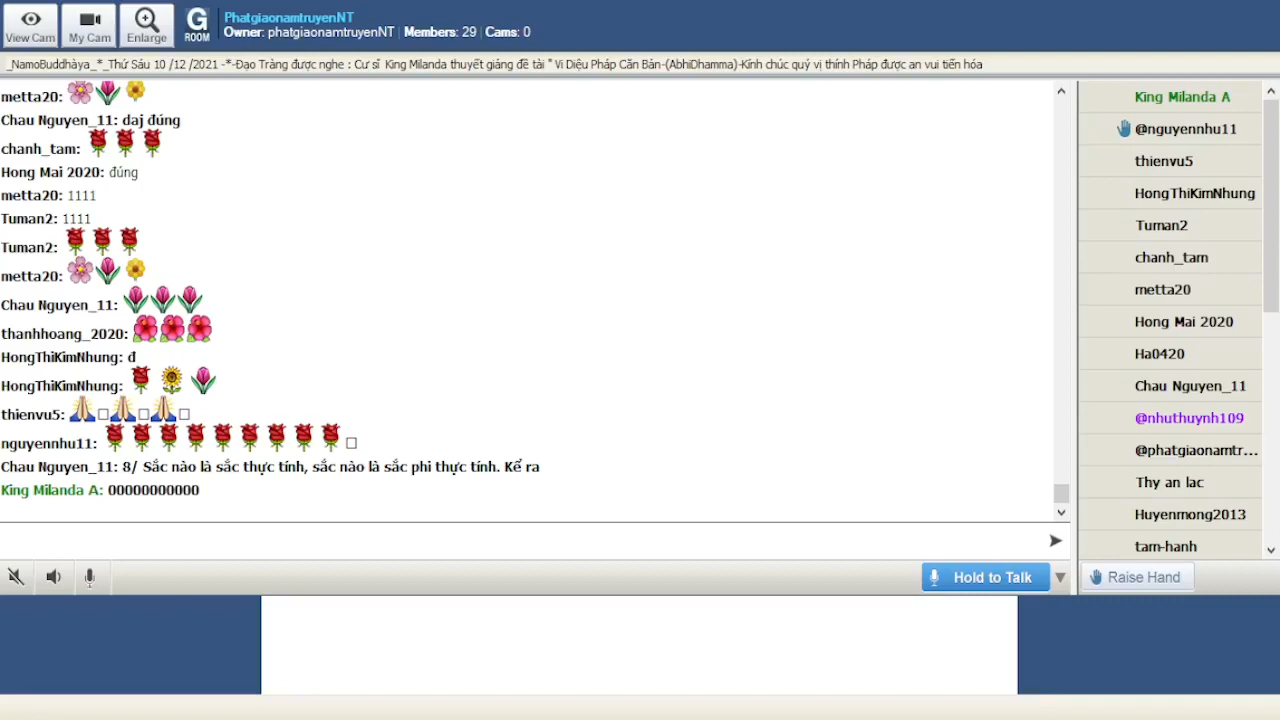 View Cam
My Cam
Enlarge
G
ROOM
PhatgiaonamtruyenNT
Owner: phatgiaonamtruyenNT | Members: 29 | Cams: 0
_NamoBuddhàya_*_Thứ Sáu 10 /12 /2021 -*-Đạo Tràng được nghe : Cư sĩ King Milanda thuyết giảng đề tài " Vi Diệu Pháp Căn Bản-(AbhiDhamma)-Kính chúc quý vị thính Pháp được an vui tiến hóa
metta20:
Chau Nguyen_11: daj đúng
chanh_tam:
Hong Mai 2020: đúng
metta20: 1111
Tuman2: 1111
Tuman2:
metta20:
Chau Nguyen_11:
thanhhoang_2020:
HongThiKimNhung: đ
HongThiKimNhung:
thienvu5:
nguyennhu11:
Chau Nguyen_11: 8/ Sắc nào là sắc thực tính, sắc nào là sắc phi thực tính. Kể ra
King Milanda A: 00000000000
Hold to Talk
King Milanda A
@nguyennhu11
thienvu5
HongThiKimNhung
Tuman2
chanh_tam
metta20
Hong Mai 2020
Ha0420
Chau Nguyen_11
@nhuthuynh109
@phatgiaonamtr...
Thy an lac
Huyenmong2013
tam-hanh
Raise Hand